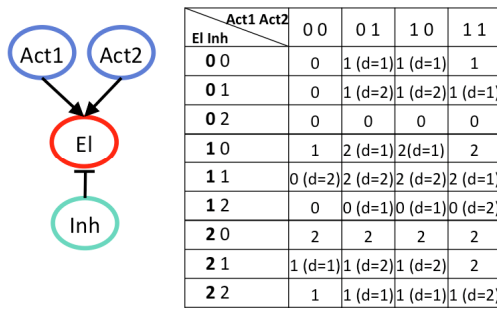 Act1 Act2
El
Inh
Act1 Act2
El Inh
0 0 0 1 1 0 1 1
0 0 0 1 (d=1) 1 (d=1) 1
0 1 0 1 (d=2) 1 (d=2) 1 (d=1)
0 2 0 0 0 0
1 0 1 2 (d=1) 2(d=1) 2
1 1 0 (d=2) 2 (d=2) 2 (d=2) 2 (d=1)
1 2 0 0 (d=1) 0 (d=1) 0 (d=2)
2 0 2 2 2 2
2 1 1 (d=1) 1 (d=2) 1 (d=2) 2
2 2 1 1 (d=1) 1 (d=1) 1 (d=2)